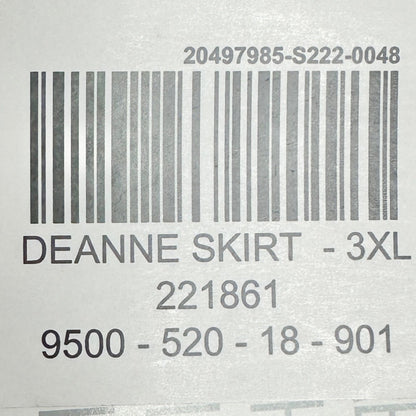 20497985-S222-0048
DEANNE SKIRT - 3XL
221861
9500 - 520 - 18 - 901